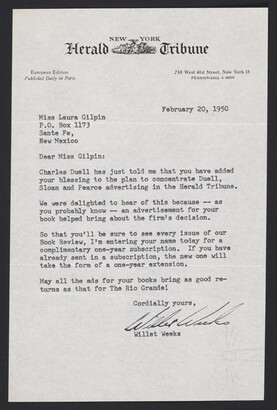 NEW YORK
Herald Tribune
European Edition
Published Daily in Paris
230 West 41st Street, New York 18
PEnnsylvania 6-4000
February 20, 1950
Miss Laura Gilpin
P.O. Box 1173
Sante Fe,
New Mexico
Dear Miss Gilpin:
Charles Duell has just told me that you have added
your blessing to the plan to concentrate Duell,
Sloan and Pearce advertising in the Herald Tribune.
We were delighted to hear of this because -- as
you probably know -- an advertisement for your
book helped bring about the firm's decision.
So that you'll be sure to see every issue of our
Book Review, I'm entering your name today for a
complimentary one-year subscription. If you have
already sent in a subscription, the new one will
take the form of a one-year extension.
May all the ads for your books bring as good re-
turns as that for The Rio Grande!
Cordially yours,
Willet Weeks
Willet Weeks